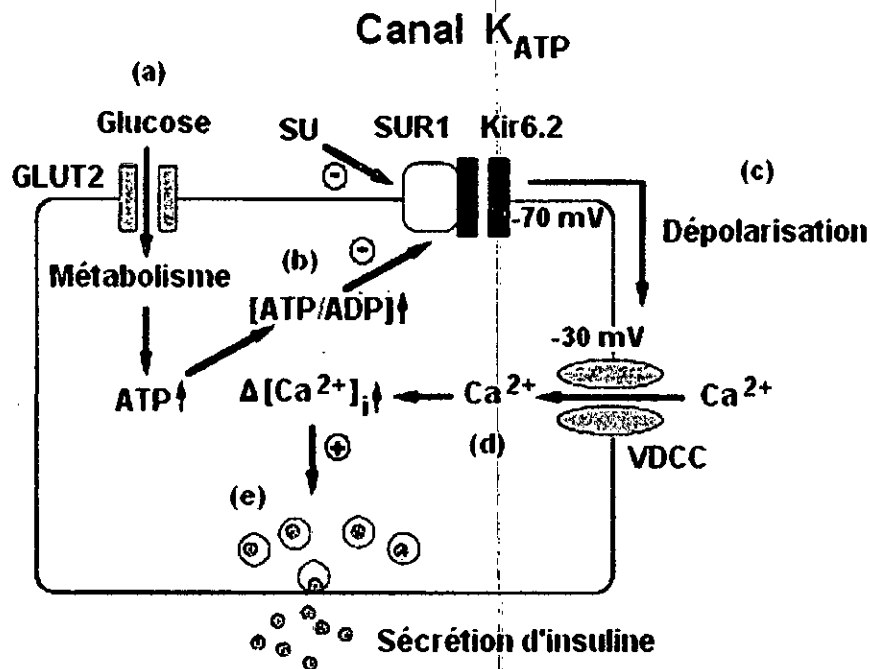 Canal K_ATP
(a)
Glucose
SU
SUR1
Kir6.2
GLUT2
(c)
-70 mV
Dépolarisation
Métabolisme
(b)
[ATP/ADP]
-30 mV
ATP
Δ[Ca²⁺]i
Ca²⁺
Ca²⁺
(d)
VDCC
(e)
Sécrétion d'insuline